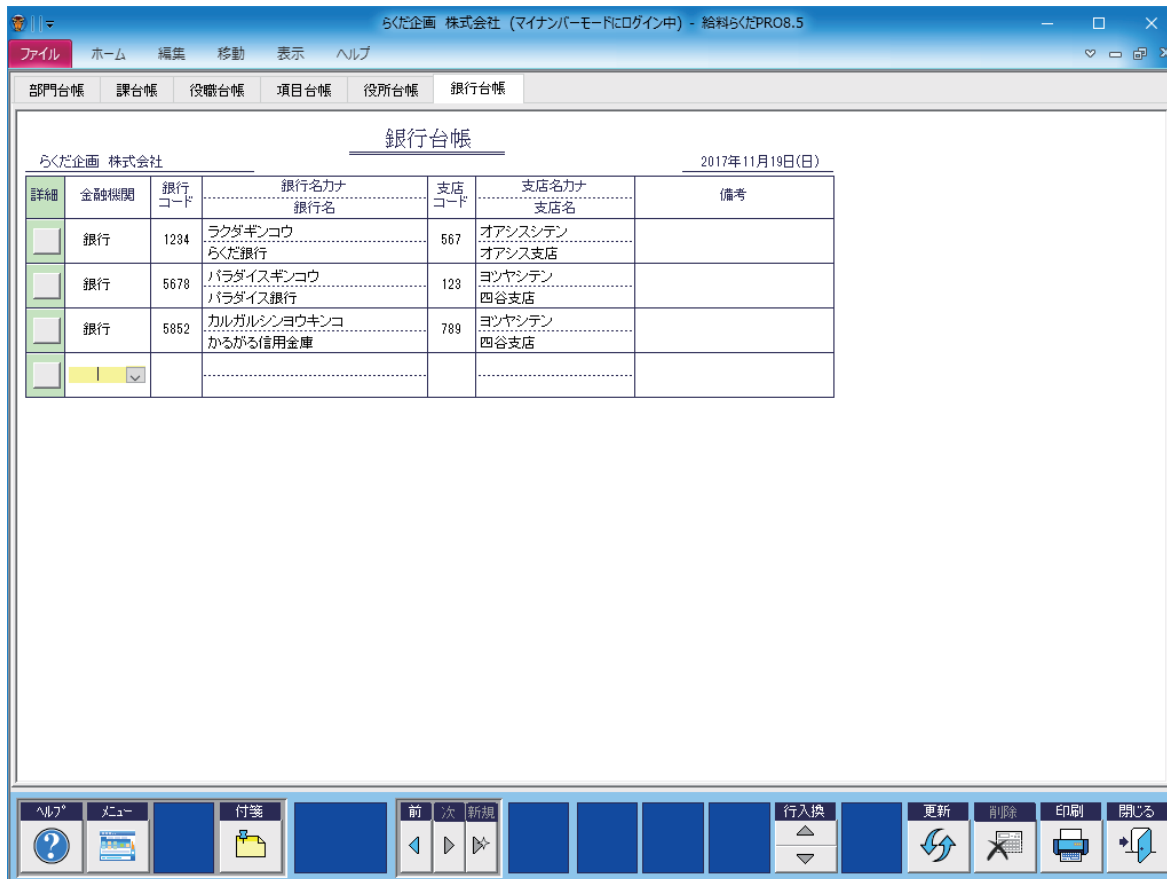 らくだ企画 株式会社 (マイナンバーモードにログイン中) - 給料らくだPRO8.5
ファイル ホーム 編集 移動 表示 ヘルプ
部門台帳 課台帳 役職台帳 項目台帳 役所台帳 銀行台帳
銀行台帳
らくだ企画 株式会社 2017年11月19日(日)
詳細 金融機関 銀行コード 銀行名カナ 支店コード 支店名カナ 備考
銀行名 支店名
銀行 1234 ラクダギンコウ 567 オアシスシテン
らくだ銀行 オアシス支店
銀行 5678 パラダイスギンコウ 123 ヨツヤシテン
パラダイス銀行 四谷支店
銀行 5852 カルガルシンヨウキンコ 789 ヨツヤシテン
かるがる信用金庫 四谷支店
ヘルプ メニュー 付箋 前 次 新規 行入換 更新 削除 印刷 閉じる